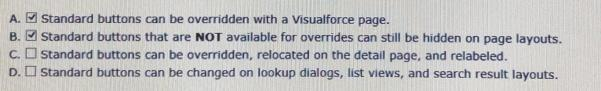 A. ☑ Standard buttons can be overridden with a Visualforce page.
B. ☑ Standard buttons that are NOT available for overrides can still be hidden on page layouts.
C. ☐ Standard buttons can be overridden, relocated on the detail page, and relabeled.
D. ☐ Standard buttons can be changed on lookup dialogs, list views, and search result layouts.